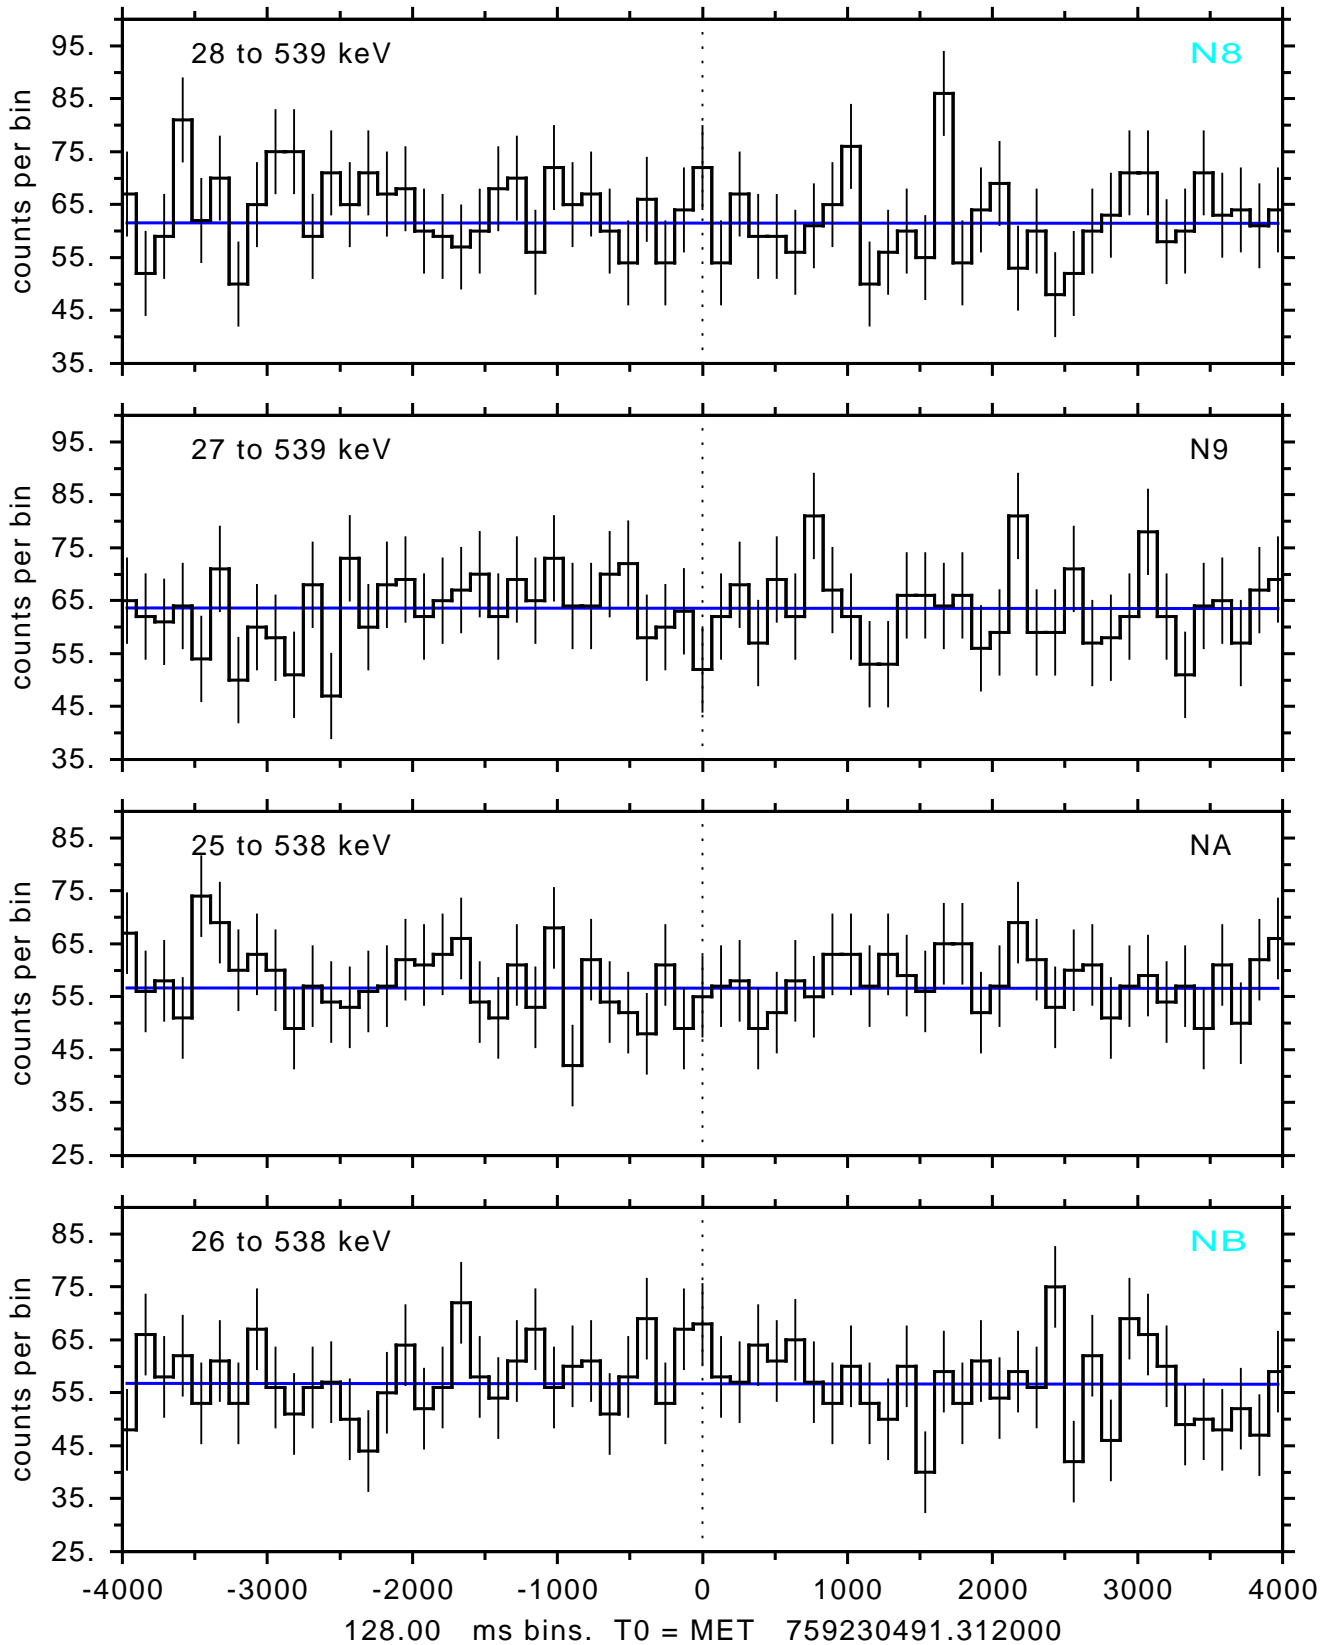 28 to 539 keV N8
95.
85.
75.
65.
55.
45.
35.
counts per bin
27 to 539 keV N9
95.
85.
75.
65.
55.
45.
35.
counts per bin
25 to 538 keV NA
85.
75.
65.
55.
45.
35.
25.
counts per bin
26 to 538 keV NB
85.
75.
65.
55.
45.
35.
25.
counts per bin
-4000 -3000 -2000 -1000 0 1000 2000 3000 4000
128.00 ms bins. T0 = MET 759230491.312000